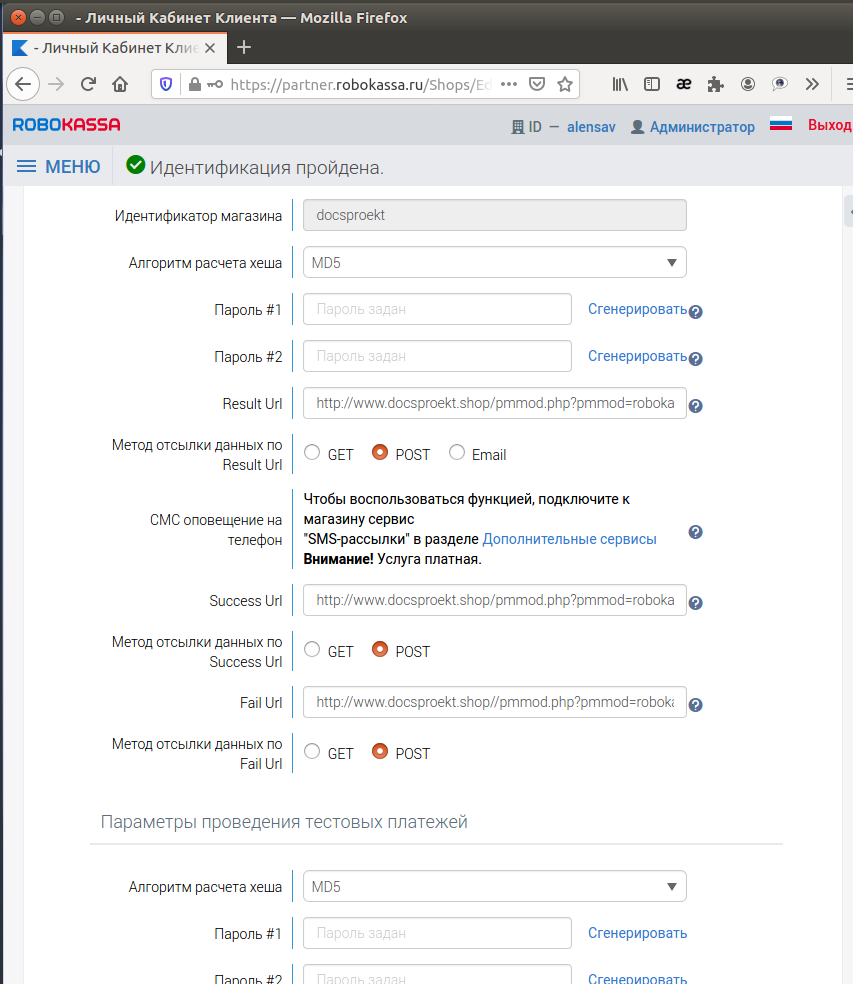 - Личный Кабинет Клиента — Mozilla Firefox
- Личный Кабинет Клие
https://partner.robokassa.ru/Shops/Ed
ROBOKASSA ID — alensav Администратор Выход
МЕНЮ Идентификация пройдена.
Идентификатор магазина docsproekt
Алгоритм расчета хеша MD5
Пароль #1 Пароль задан Сгенерировать
Пароль #2 Пароль задан Сгенерировать
Result Url http://www.docsproekt.shop/pmmod.php?pmmod=roboka
Метод отсылки данных по
Result Url
GET POST Email
СМС оповещение на
телефон
Чтобы воспользоваться функцией, подключите к
магазину сервис
"SMS-рассылки" в разделе Дополнительные сервисы
Внимание! Услуга платная.
Success Url http://www.docsproekt.shop/pmmod.php?pmmod=roboka
Метод отсылки данных по
Success Url
GET POST
Fail Url http://www.docsproekt.shop//pmmod.php?pmmod=roboka
Метод отсылки данных по
Fail Url
GET POST
Параметры проведения тестовых платежей
Алгоритм расчета хеша MD5
Пароль #1 Пароль задан Сгенерировать
Пароль #2 Пароль задан Сгенерировать